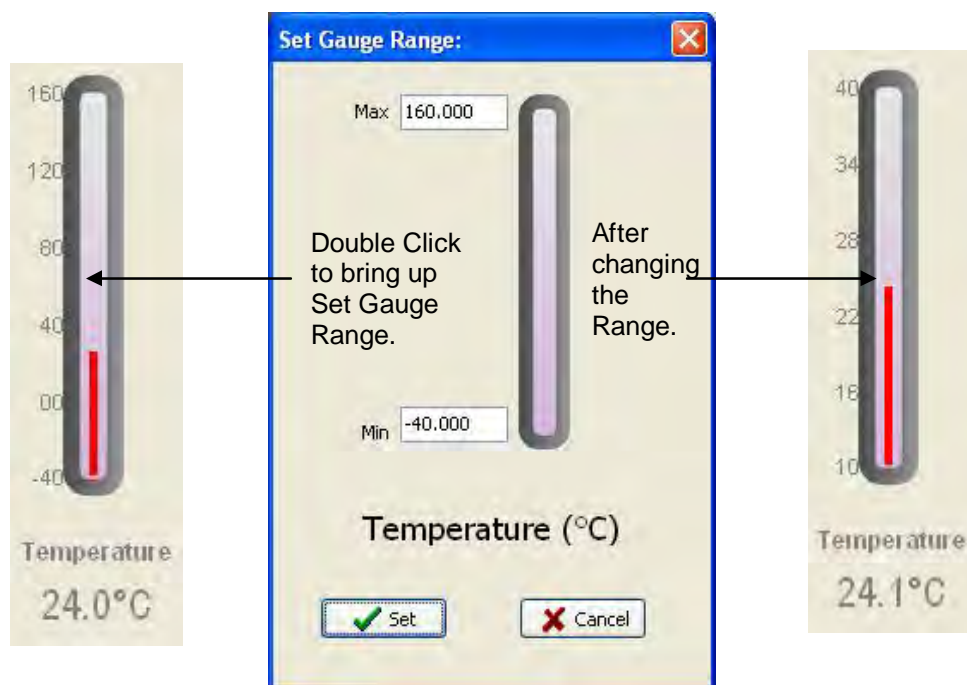 160
120
80
40
00
-40
Temperature
24.0°C
Set Gauge Range:
Max 160.000
Double Click
to bring up
Set Gauge
Range.
After
changing
the
Range.
Min -40.000
Temperature (°C)
Set
Cancel
40
34
28
22
16
10
Temperature
24.1°C